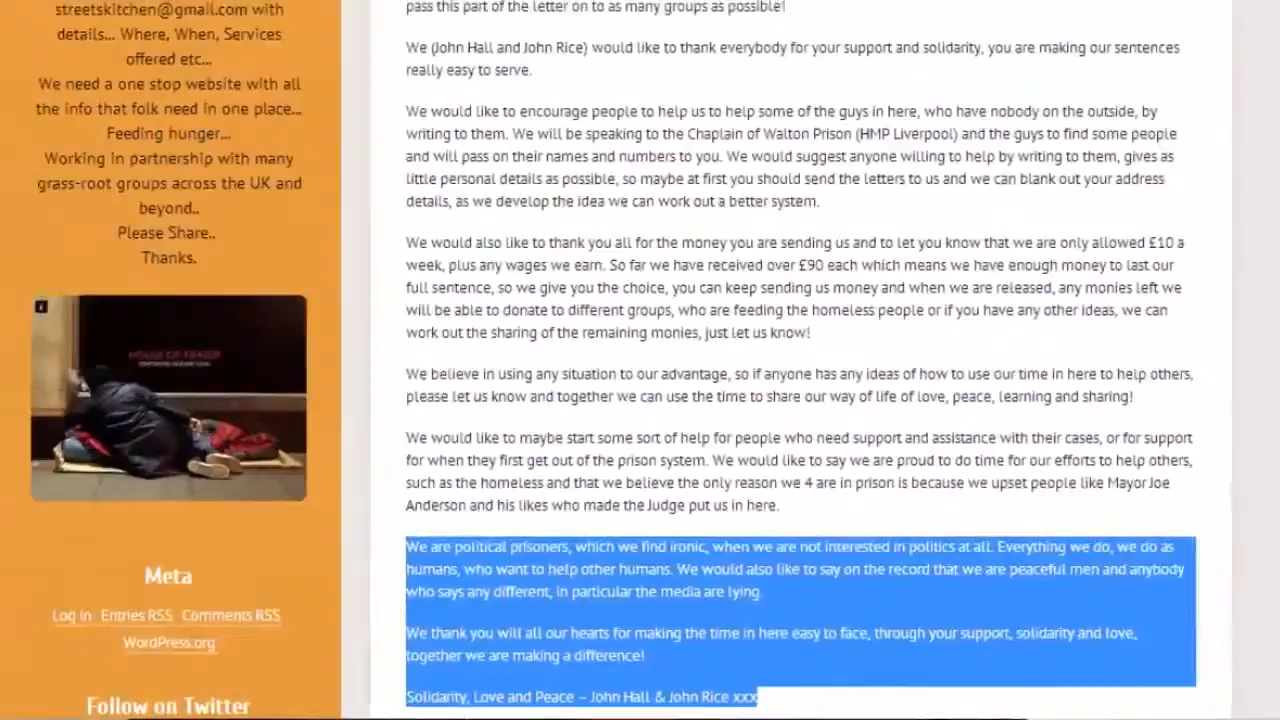 streetskitchen@gmail.com with
details... Where, When, Services
offered etc...
We need a one stop website with all
the info that folk need in one place...
Feeding hunger...
Working in partnership with many
grass-root groups across the UK and
beyond..
Please Share..
Thanks.
HOUSE OF FRASER
Meta
Log in Entries RSS Comments RSS
WordPress.org
Follow on Twitter
pass this part of the letter on to as many groups as possible!
We (John Hall and John Rice) would like to thank everybody for your support and solidarity, you are making our sentences
really easy to serve.
We would like to encourage people to help us to help some of the guys in here, who have nobody on the outside, by
writing to them. We will be speaking to the Chaplain of Walton Prison (HMP Liverpool) and the guys to find some people
and will pass on their names and numbers to you. We would suggest anyone willing to help by writing to them, gives as
little personal details as possible, so maybe at first you should send the letters to us and we can blank out your address
details, as we develop the idea we can work out a better system.
We would also like to thank you all for the money you are sending us and to let you know that we are only allowed £10 a
week, plus any wages we earn. So far we have received over £90 each which means we have enough money to last our
full sentence, so we give you the choice, you can keep sending us money and when we are released, any monies left we
will be able to donate to different groups, who are feeding the homeless people or if you have any other ideas, we can
work out the sharing of the remaining monies, just let us know!
We believe in using any situation to our advantage, so if anyone has any ideas of how to use our time in here to help others,
please let us know and together we can use the time to share our way of life of love, peace, learning and sharing!
We would like to maybe start some sort of help for people who need support and assistance with their cases, or for support
for when they first get out of the prison system. We would like to say we are proud to do time for our efforts to help others,
such as the homeless and that we believe the only reason we 4 are in prison is because we upset people like Mayor Joe
Anderson and his likes who made the Judge put us in here.
We are political prisoners, which we find ironic, when we are not interested in politics at all. Everything we do, we do as
humans, who want to help other humans. We would also like to say on the record that we are peaceful men and anybody
who says any different, in particular the media are lying.
We thank you will all our hearts for making the time in here easy to face, through your support, solidarity and love,
together we are making a difference!
Solidarity, Love and Peace – John Hall & John Rice xxx